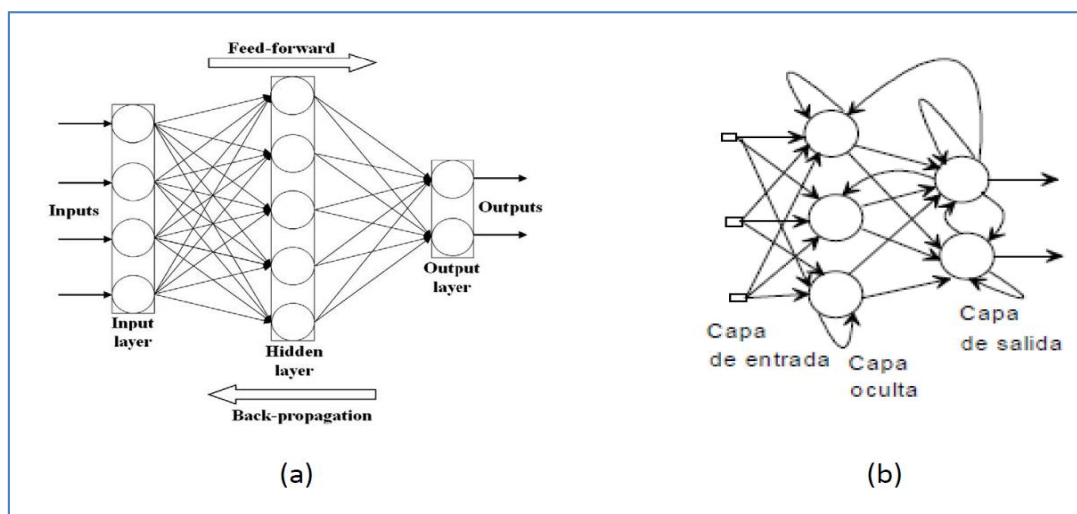 Feed-forward
Inputs
Outputs
Output
layer
Input
layer
Hidden
layer
Back-propagation
(a)
Capa
de entrada
Capa
oculta
Capa
de salida
(b)